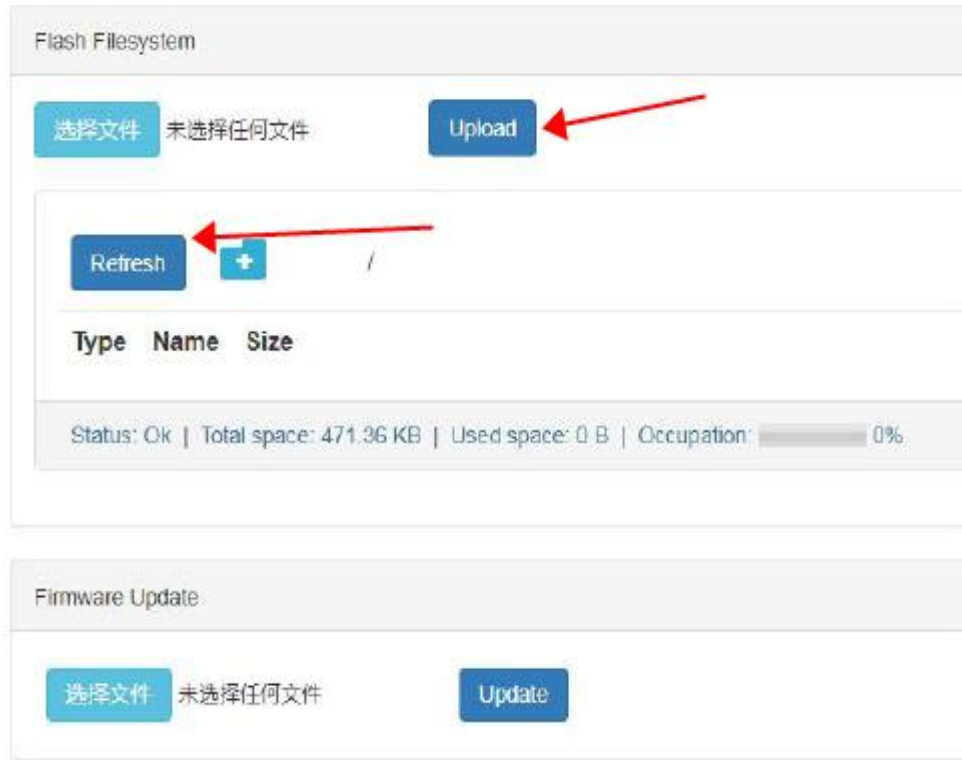 Flash Filesystem
选择文件 未选择任何文件 Upload
Refresh /
Type Name Size
Status: Ok | Total space: 471.36 KB | Used space: 0 B | Occupation: 0%
Firmware Update
选择文件 未选择任何文件 Update